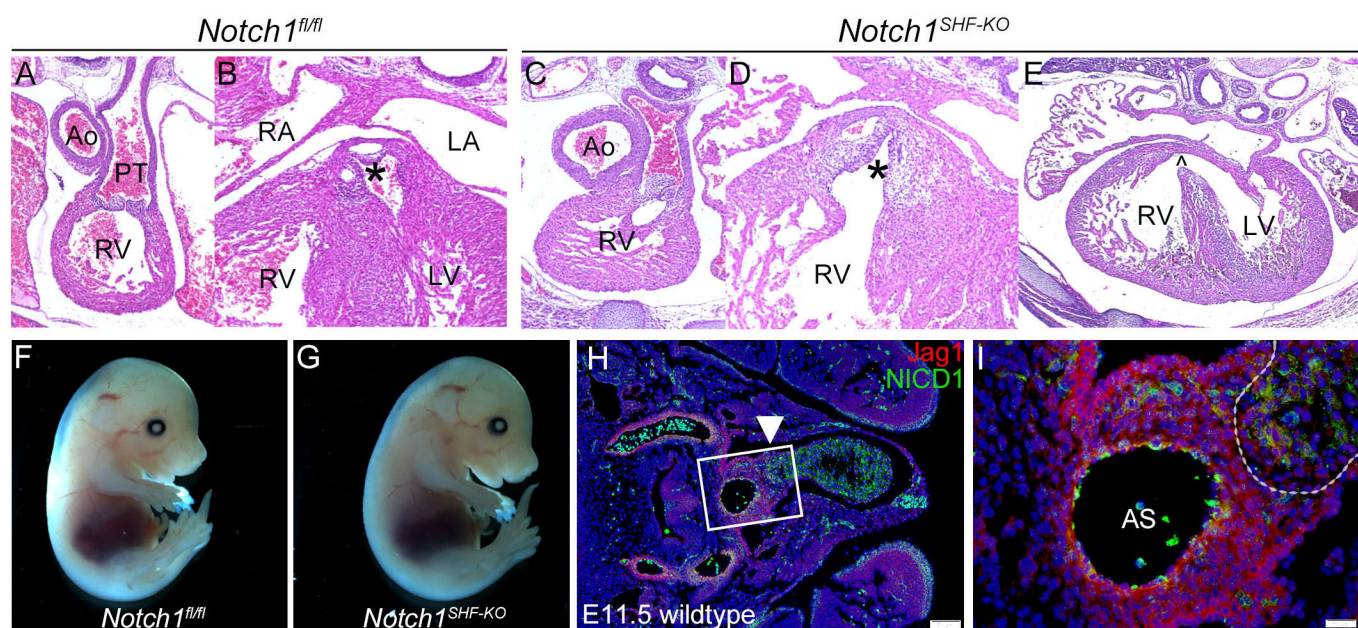 Notch1fl/fl
Notch1SHF-KO
A
Ao
PT
RV
B
RA
LA
*
RV
LV
C
Ao
RV
D
*
RV
E
^
RV
LV
F
Notch1fl/fl
G
Notch1SHF-KO
H
Jag1
NICD1
E11.5 wildtype
I
AS